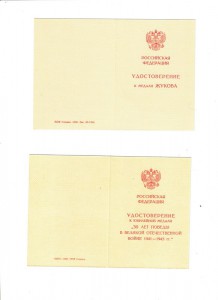 РОССИЙСКАЯ
ФЕДЕРАЦИЯ
УДОСТОВЕРЕНИЕ
к медали ЖУКОВА
РОССИЙСКАЯ
ФЕДЕРАЦИЯ
УДОСТОВЕРЕНИЕ
К ЮБИЛЕЙНОЙ МЕДАЛИ
"50 ЛЕТ ПОБЕДЫ
В ВЕЛИКОЙ ОТЕЧЕСТВЕННОЙ
ВОЙНЕ 1941—1945 гг."